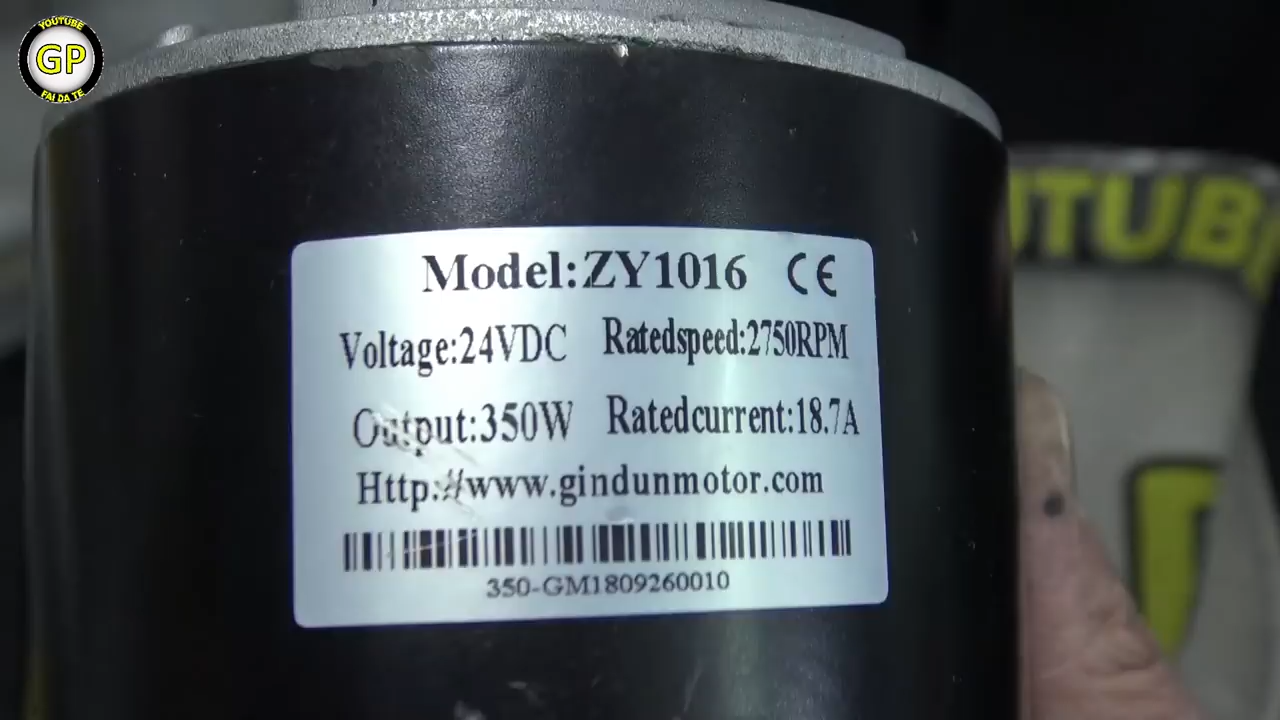 YOUTUBE
GP
FAI DA TE
YOUTUBE
Model:ZY1016 CE
Voltage:24VDC Ratedspeed:2750RPM
Output:350W Ratedcurrent:18.7A
Http://www.gindunmotor.com
350-GM1809260010